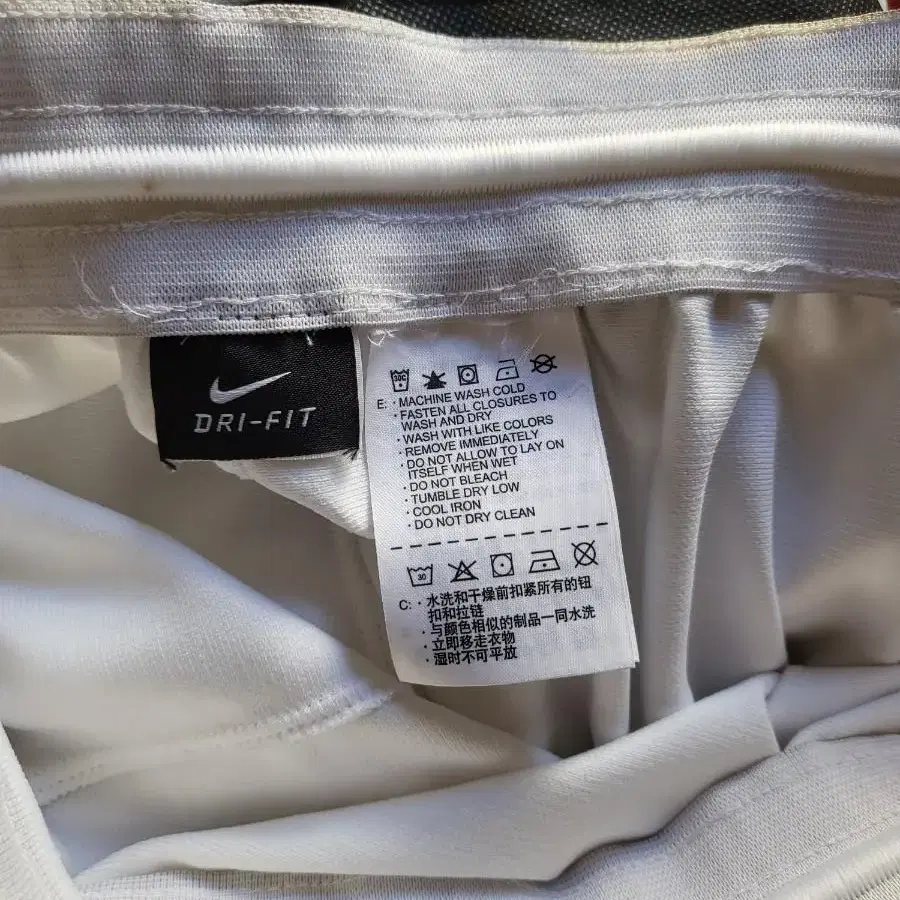 DRI-FIT
30C
E: · MACHINE WASH COLD
· FASTEN ALL CLOSURES TO
WASH AND DRY
· WASH WITH LIKE COLORS
· REMOVE IMMEDIATELY
· DO NOT ALLOW TO LAY ON
ITSELF WHEN WET
· DO NOT BLEACH
· TUMBLE DRY LOW
· COOL IRON
· DO NOT DRY CLEAN
30
C: · 水洗和干燥前扣紧所有的钮
扣和拉链
· 与颜色相似的制品一同水洗
· 立即移走衣物
· 湿时不可平放